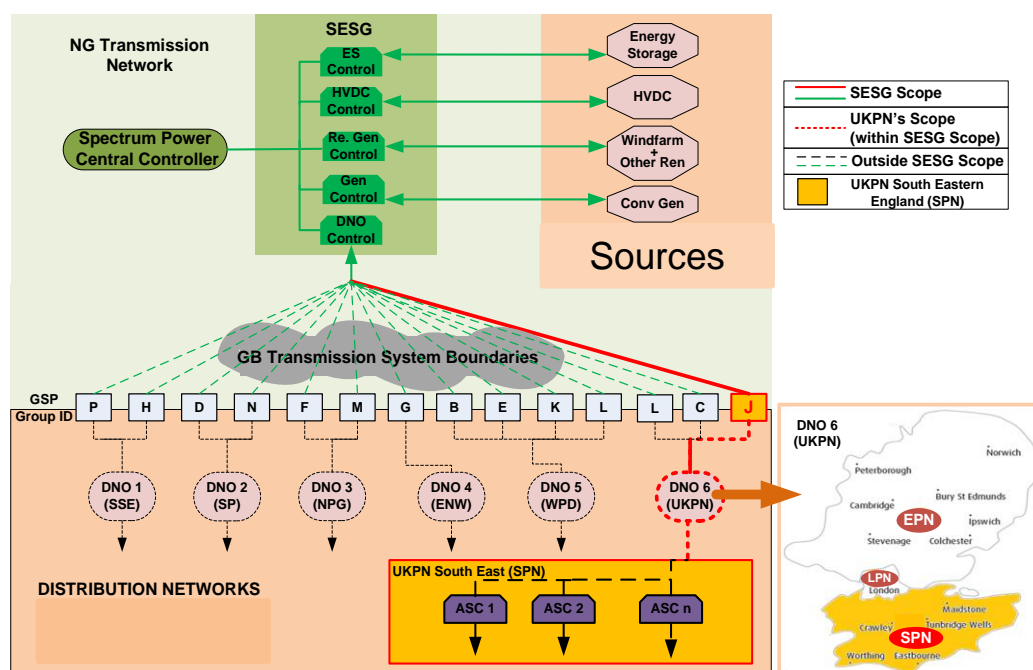 SESG
NG Transmission
Network
ES
Control
HVDC
Control
Re. Gen
Control
Gen
Control
DNO
Control
Spectrum Power
Central Controller
Energy
Storage
HVDC
Windfarm
+
Other Ren
Conv Gen
Sources
SESG Scope
UKPN's Scope
(within SESG Scope)
Outside SESG Scope
UKPN South Eastern
England (SPN)
GB Transmission System Boundaries
GSP
Group ID
P
H
D
N
F
M
G
B
E
K
L
L
C
J
DNO 1
(SSE)
DNO 2
(SP)
DNO 3
(NPG)
DNO 4
(ENW)
DNO 5
(WPD)
DNO 6
(UKPN)
DISTRIBUTION NETWORKS
UKPN South East (SPN)
ASC 1
ASC 2
ASC n
DNO 6
(UKPN)
Norwich
Peterborough
Bury St Edmunds
Cambridge
EPN
Ipswich
Stevenage
Colchester
LPN
London
Maidstone
Crawley
Tunbridge Wells
SPN
Worthing
Eastbourne